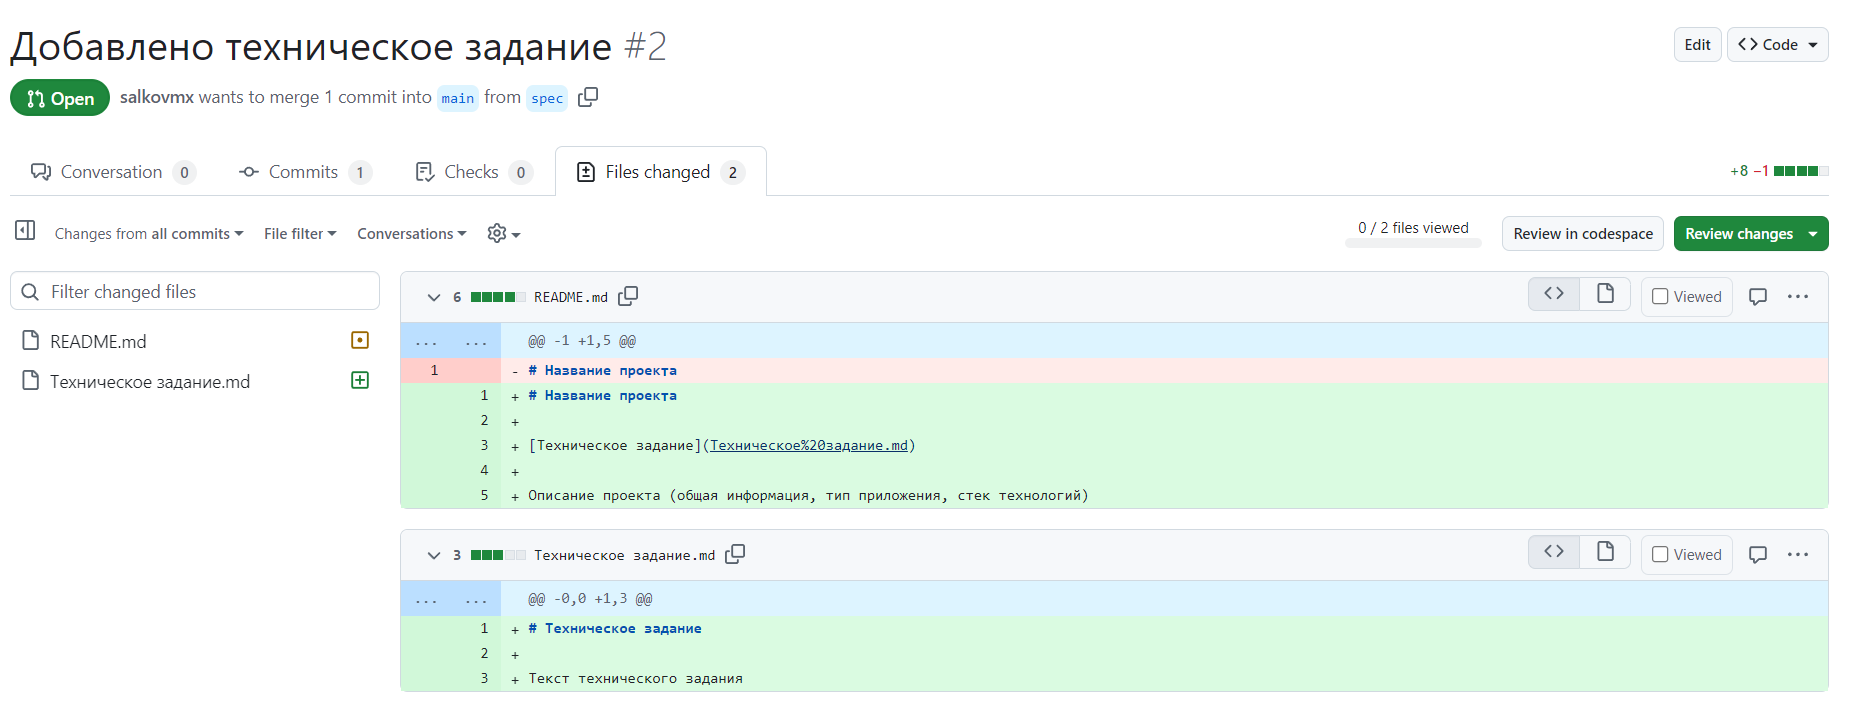 Добавлено техническое задание #2
Edit
Code
Open
salkovmx wants to merge 1 commit into main from spec
Conversation 0
Commits 1
Checks 0
Files changed 2
+8 −1
Changes from all commits
File filter
Conversations
0 / 2 files viewed
Review in codespace
Review changes
Filter changed files
README.md
Техническое задание.md
6 README.md
Viewed
... ... @@ -1 +1,5 @@
1 - # Название проекта
1 + # Название проекта
2 +
3 + [Техническое задание](Техническое%20задание.md)
4 +
5 + Описание проекта (общая информация, тип приложения, стек технологий)
3 Техническое задание.md
Viewed
... ... @@ -0,0 +1,3 @@
1 + # Техническое задание
2 +
3 + Текст технического задания